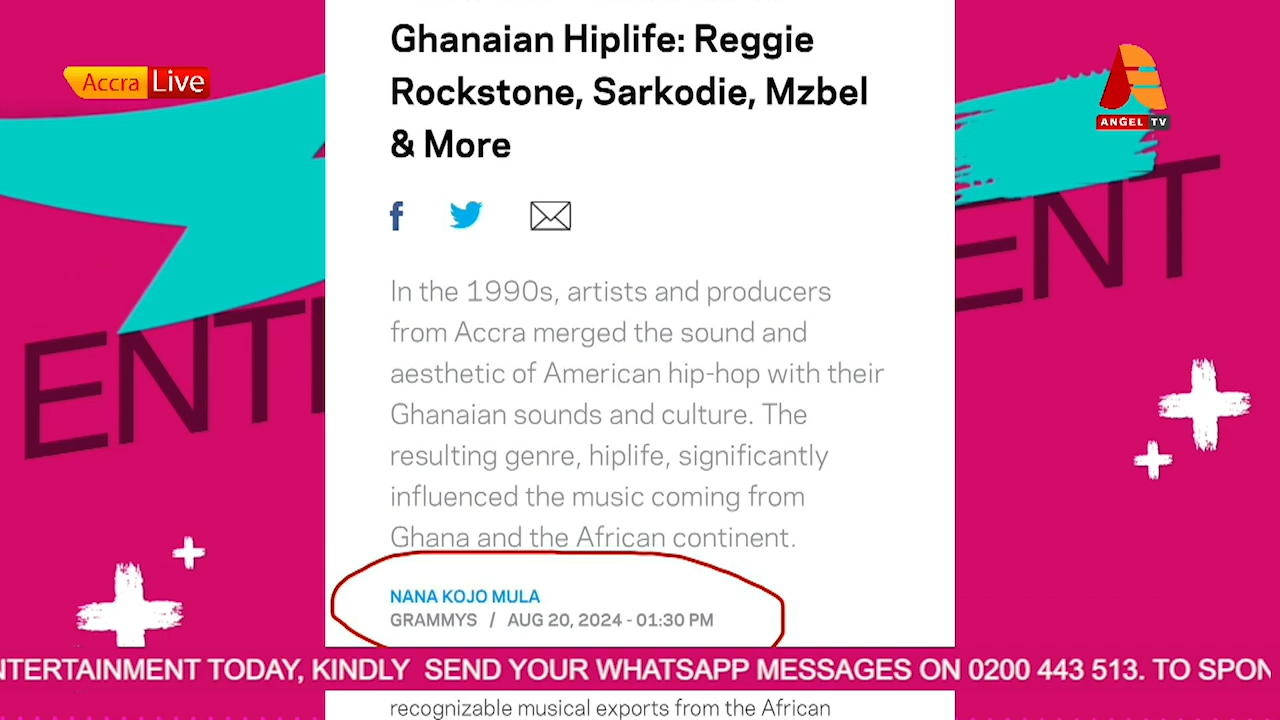 Accra Live
ANGEL TV
Ghanaian Hiplife: Reggie
Rockstone, Sarkodie, Mzbel
& More
In the 1990s, artists and producers
from Accra merged the sound and
aesthetic of American hip-hop with their
Ghanaian sounds and culture. The
resulting genre, hiplife, significantly
influenced the music coming from
Ghana and the African continent.
NANA KOJO MULA
GRAMMYS / AUG 20, 2024 - 01:30 PM
NTERTAINMENT TODAY, KINDLY SEND YOUR WHATSAPP MESSAGES ON 0200 443 513. TO SPON
recognizable musical exports from the African
ENTE
ENT